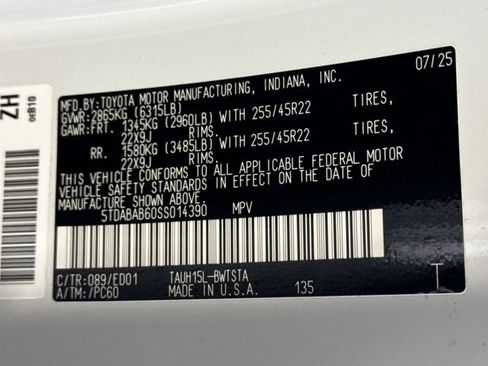 07/25
MFD.BY:TOYOTA MOTOR MANUFACTURING, INDIANA, INC.
GVWR: 2865KG (6315LB)
GAWR:FRT. 1345KG (2960LB) WITH 255/45R22 TIRES,
22X9J RIMS.
RR. 1580KG (3485LB) WITH 255/45R22 TIRES,
22X9J RIMS.
THIS VEHICLE CONFORMS TO ALL APPLICABLE FEDERAL MOTOR
VEHICLE SAFETY STANDARDS IN EFFECT ON THE DATE OF
MANUFACTURE SHOWN ABOVE.
5TDABAB60SS014390 MPV
C/TR:089/ED01 TAUH15L-BWTSTA
A/TM:/PC60 MADE IN U.S.A. 135
T
ZH